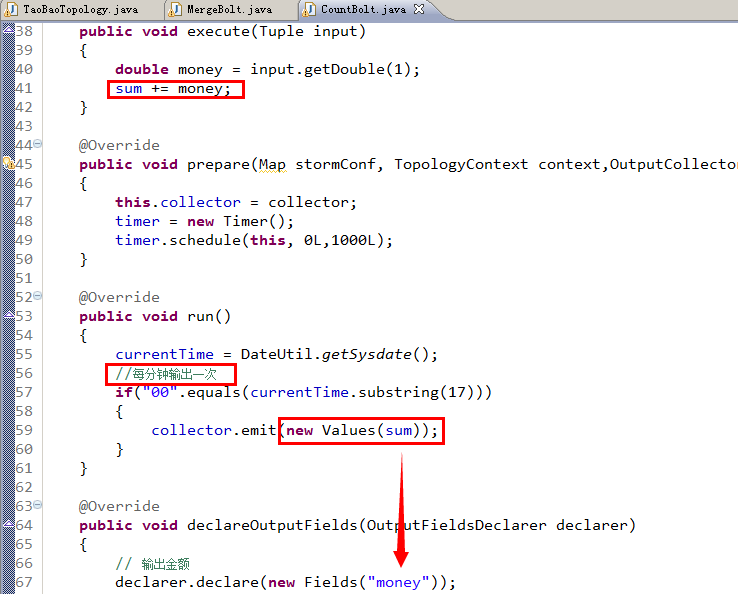 TaoBaoTopology.java MergeBolt.java CountBolt.java
38 public void execute(Tuple input)
39 {
40 double money = input.getDouble(1);
41 sum += money;
42 }
43
44 @Override
45 public void prepare(Map stormConf, TopologyContext context,OutputCollector
46 {
47 this.collector = collector;
48 timer = new Timer();
49 timer.schedule(this, 0L,1000L);
50 }
51
52 @Override
53 public void run()
54 {
55 currentTime = DateUtil.getSysdate();
56 //每分钟输出一次
57 if("00".equals(currentTime.substring(17)))
58 {
59 collector.emit(new Values(sum));
60 }
61 }
62
63 @Override
64 public void declareOutputFields(OutputFieldsDeclarer declarer)
65 {
66 // 输出金额
67 declarer.declare(new Fields("money"));